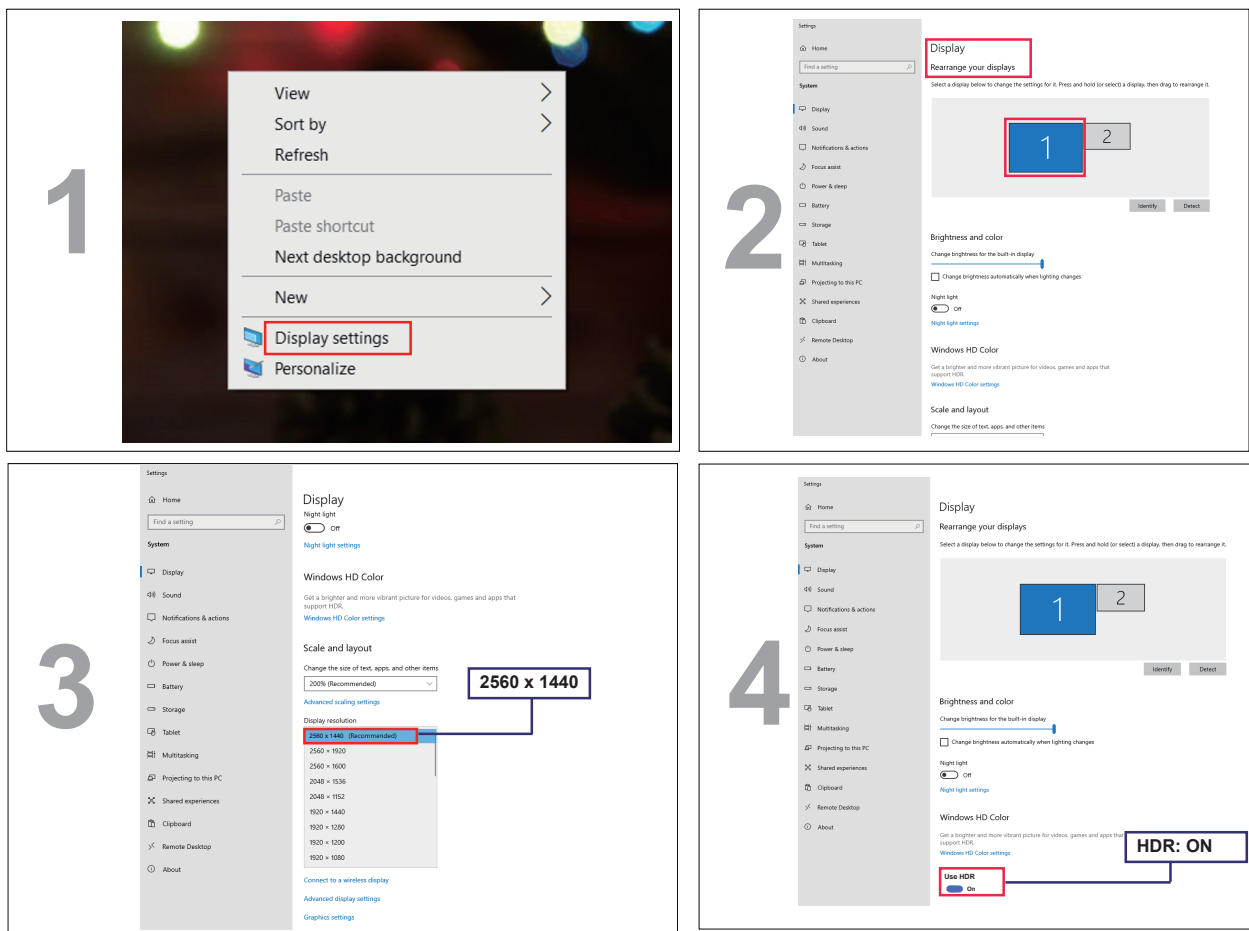 1
View
Sort by
Refresh
Paste
Paste shortcut
Next desktop background
New
Display settings
Personalize
2
Settings
Home
Find a setting
System
Display
Sound
Notifications & actions
Focus assist
Power & sleep
Battery
Storage
Tablet
Multitasking
Projecting to this PC
Shared experiences
Clipboard
Remote Desktop
About
Display
Rearrange your displays
Select a display below to change the settings for it. Press and hold (or select) a display, then drag to rearrange it.
1
2
Identify
Detect
Brightness and color
Change brightness for the built-in display
Change brightness automatically when lighting changes
Night light
Off
Night light settings
Windows HD Color
Get a brighter and more vibrant picture for videos, games and apps that
support HDR.
Windows HD Color settings
Scale and layout
Change the size of text, apps, and other items
3
Settings
Home
Find a setting
System
Display
Sound
Notifications & actions
Focus assist
Power & sleep
Battery
Storage
Tablet
Multitasking
Projecting to this PC
Shared experiences
Clipboard
Remote Desktop
About
Display
Night light
Off
Night light settings
Windows HD Color
Get a brighter and more vibrant picture for videos, games and apps that
support HDR.
Windows HD Color settings
Scale and layout
Change the size of text, apps, and other items
200% (Recommended)
Advanced scaling settings
Display resolution
2560 x 1440 (Recommended)
2560 × 1920
2560 × 1600
2048 × 1536
2048 × 1152
1920 × 1440
1920 × 1280
1920 × 1200
1920 × 1080
Connect to a wireless display
Advanced display settings
Graphics settings
2560 x 1440
4
Settings
Home
Find a setting
System
Display
Sound
Notifications & actions
Focus assist
Power & sleep
Battery
Storage
Tablet
Multitasking
Projecting to this PC
Shared experiences
Clipboard
Remote Desktop
About
Display
Rearrange your displays
Select a display below to change the settings for it. Press and hold (or select) a display, then drag to rearrange it.
1
2
Identify
Detect
Brightness and color
Change brightness for the built-in display
Change brightness automatically when lighting changes
Night light
Off
Night light settings
Windows HD Color
Get a brighter and more vibrant picture for videos, games and apps that
support HDR.
Windows HD Color settings
Use HDR
On
HDR: ON